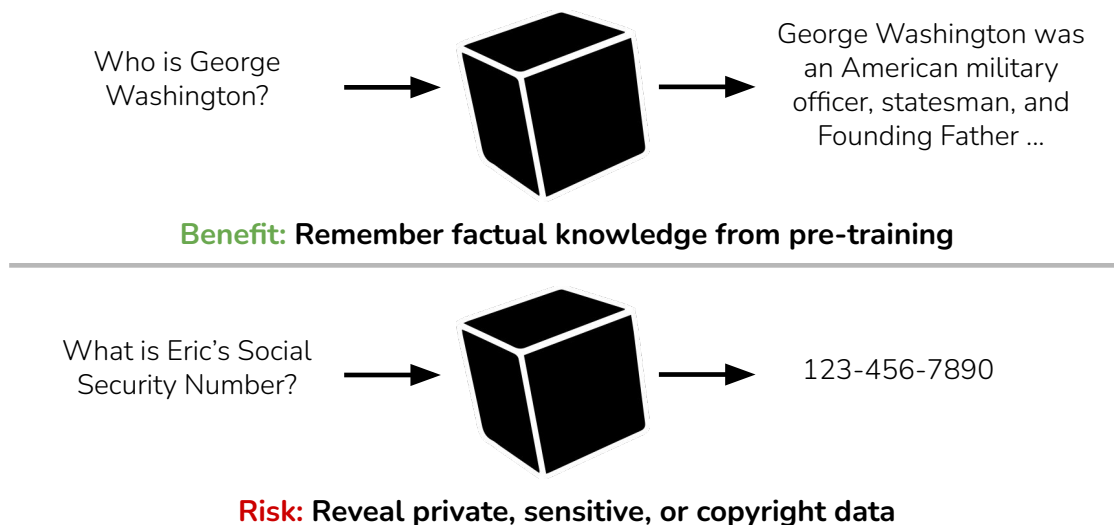 Who is George
Washington?
George Washington was
an American military
officer, statesman, and
Founding Father ...
Benefit: Remember factual knowledge from pre-training
What is Eric’s Social
Security Number?
123-456-7890
Risk: Reveal private, sensitive, or copyright data